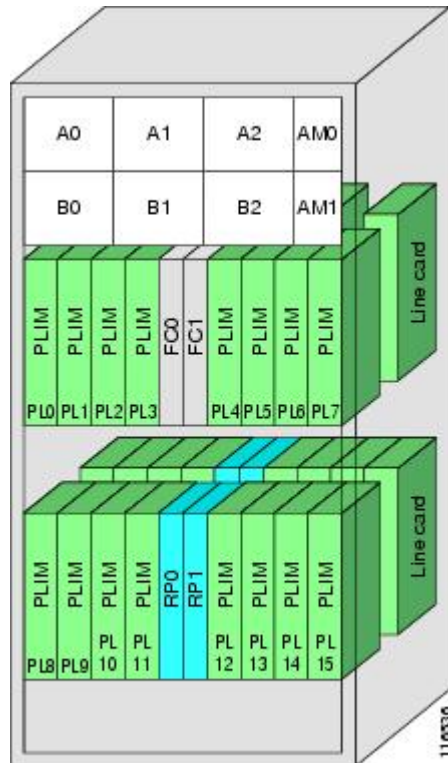 A0 A1 A2 AM0
B0 B1 B2 AM1
Line card
PLIM PLIM PLIM PLIM FC0 FC1 PLIM PLIM PLIM PLIM
PL0 PL1 PL2 PL3 PL4 PL5 PL6 PL7
Line card
PLIM PLIM PLIM PLIM RP0 RP1 PLIM PLIM PLIM PLIM
PL8 PL9 PL 10 PL 11 PL 12 PL 13 PL 14 PL 15